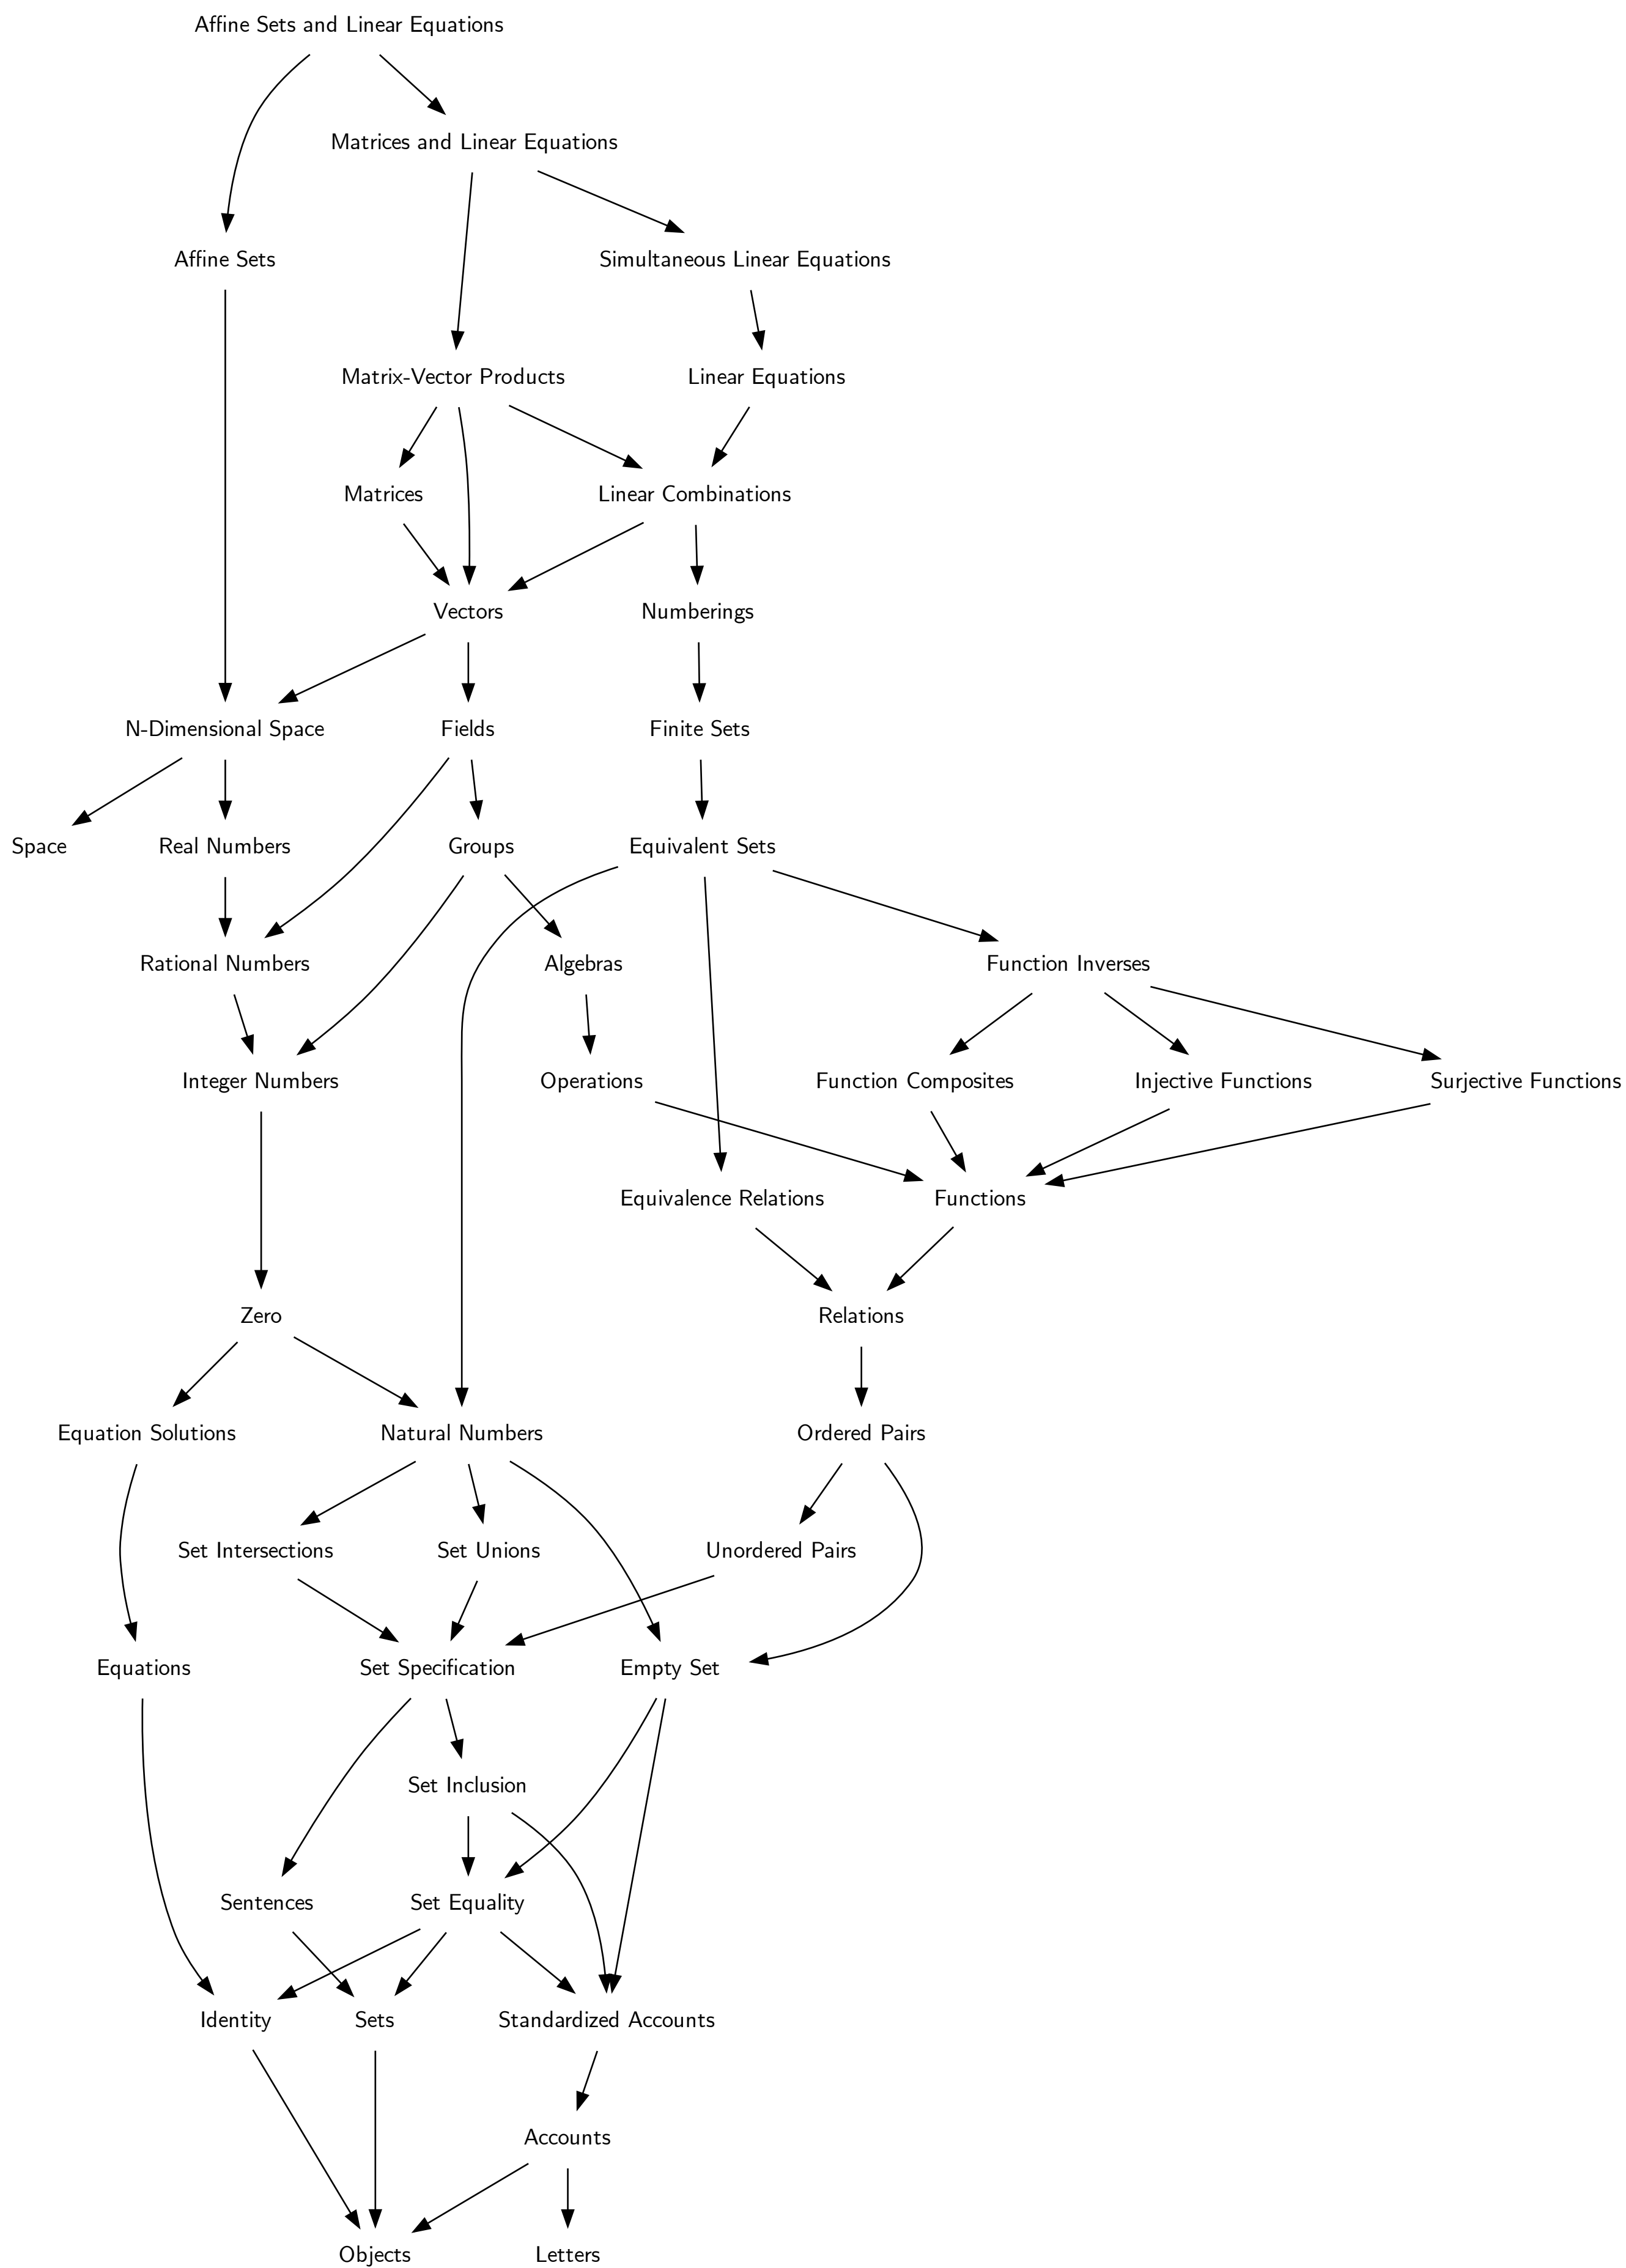 Affine Sets and Linear Equations
Matrices and Linear Equations
Affine Sets
Simultaneous Linear Equations
Matrix-Vector Products
Linear Equations
Matrices
Linear Combinations
Vectors
Numberings
N-Dimensional Space
Fields
Finite Sets
Space
Real Numbers
Groups
Equivalent Sets
Rational Numbers
Algebras
Function Inverses
Integer Numbers
Operations
Function Composites
Injective Functions
Surjective Functions
Equivalence Relations
Functions
Zero
Relations
Equation Solutions
Natural Numbers
Ordered Pairs
Set Intersections
Set Unions
Unordered Pairs
Equations
Set Specification
Empty Set
Set Inclusion
Sentences
Set Equality
Identity
Sets
Standardized Accounts
Accounts
Objects
Letters